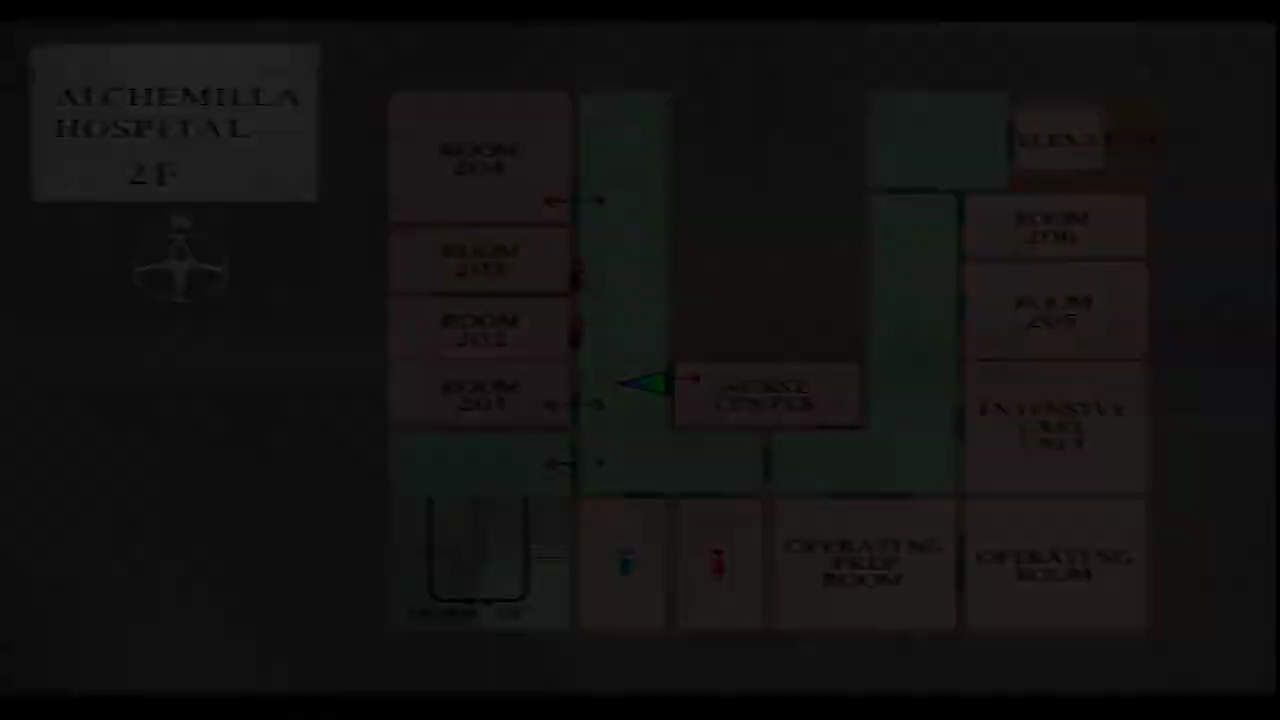 ALCHEMILLA
HOSPITAL
2F
ROOM
204
ROOM
203
ROOM
202
ROOM
201
NURSE
CENTER
ROOM
206
ROOM
205
INTENSIVE
CARE
UNIT
OPERATING
PREP
ROOM
OPERATING
ROOM